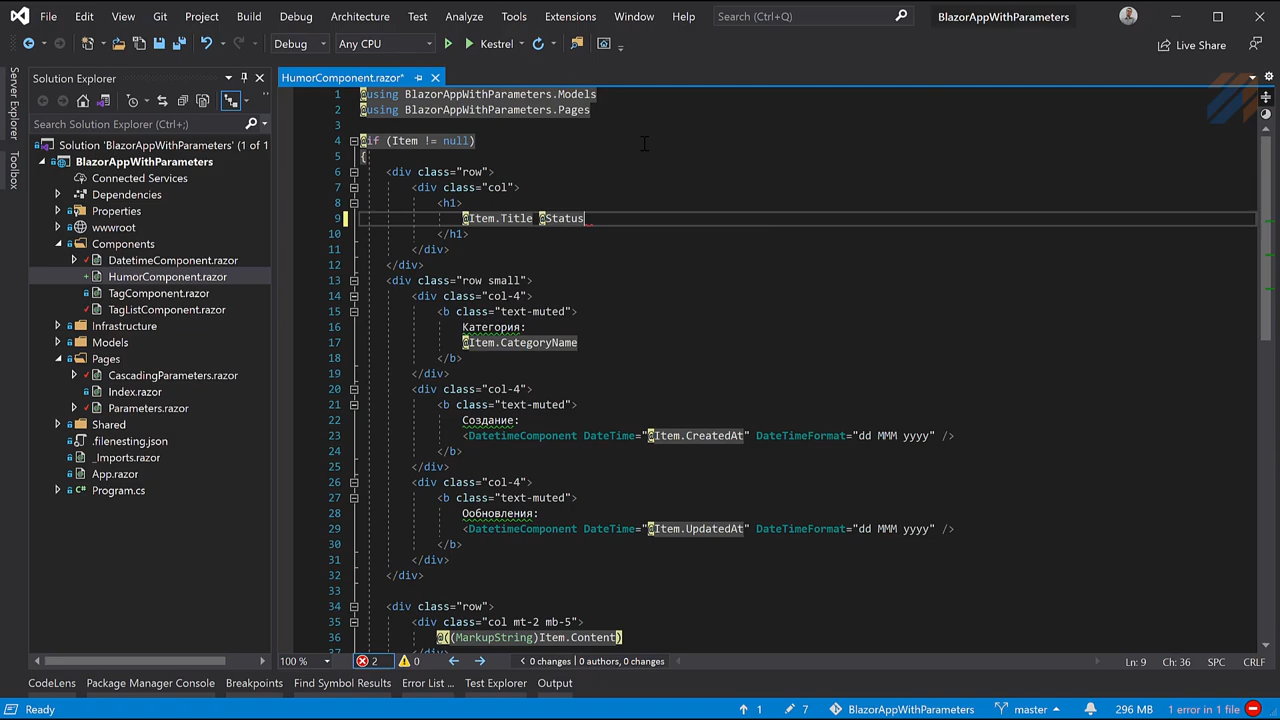 File Edit View Git Project Build Debug Architecture Test Analyze Tools Extensions Window Help Search (Ctrl+Q) BlazorAppWithParameters
Debug Any CPU Kestrel Live Share
Server Explorer
Toolbox
Solution Explorer
Search Solution Explorer (Ctrl+;)
Solution 'BlazorAppWithParameters' (1 of 1)
BlazorAppWithParameters
Connected Services
Dependencies
Properties
wwwroot
Components
DatetimeComponent.razor
HumorComponent.razor
TagComponent.razor
TagListComponent.razor
Infrastructure
Models
Pages
CascadingParameters.razor
Index.razor
Parameters.razor
Shared
.filenesting.json
_Imports.razor
App.razor
Program.cs
HumorComponent.razor*
1 @using BlazorAppWithParameters.Models
2 @using BlazorAppWithParameters.Pages
3
4 @if (Item != null)
5 {
6 <div class="row">
7 <div class="col">
8 <h1>
9 @Item.Title @Status
10 </h1>
11 </div>
12 </div>
13 <div class="row small">
14 <div class="col-4">
15 <b class="text-muted">
16 Категория:
17 @Item.CategoryName
18 </b>
19 </div>
20 <div class="col-4">
21 <b class="text-muted">
22 Создание:
23 <DatetimeComponent DateTime="@Item.CreatedAt" DateTimeFormat="dd MMM yyyy" />
24 </b>
25 </div>
26 <div class="col-4">
27 <b class="text-muted">
28 Ообновления:
29 <DatetimeComponent DateTime="@Item.UpdatedAt" DateTimeFormat="dd MMM yyyy" />
30 </b>
31 </div>
32 </div>
33
34 <div class="row">
35 <div class="col mt-2 mb-5">
36 @((MarkupString)Item.Content)
37 </div>
100 % 2 0 0 changes | 0 authors, 0 changes Ln: 9 Ch: 36 SPC CRLF
CodeLens Package Manager Console Breakpoints Find Symbol Results Error List ... Test Explorer Output
Ready 1 7 BlazorAppWithParameters master 296 MB 1 error in 1 file